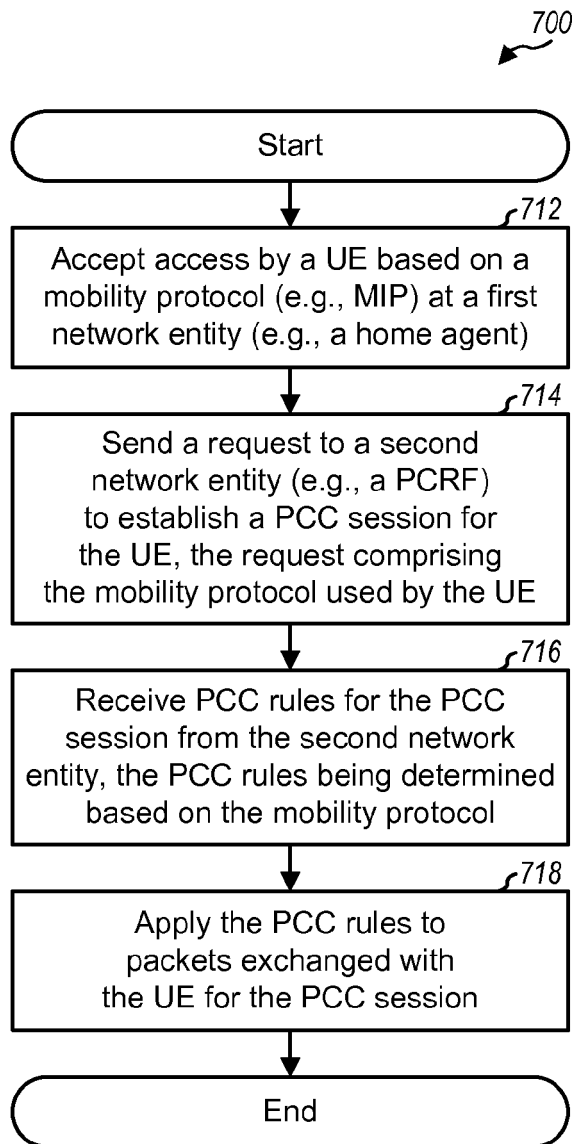 700
Start
712
Accept access by a UE based on a
mobility protocol (e.g., MIP) at a first
network entity (e.g., a home agent)
714
Send a request to a second
network entity (e.g., a PCRF)
to establish a PCC session for
the UE, the request comprising
the mobility protocol used by the UE
716
Receive PCC rules for the PCC
session from the second network
entity, the PCC rules being determined
based on the mobility protocol
718
Apply the PCC rules to
packets exchanged with
the UE for the PCC session
End